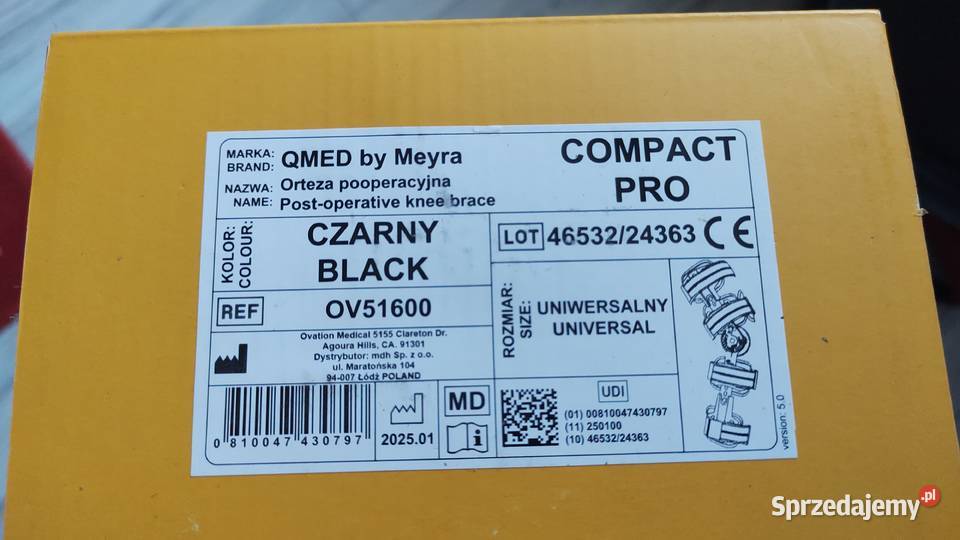 MARKA: QMED by Meyra
BRAND:
NAZWA: Orteza pooperacyjna
NAME: Post-operative knee brace
COMPACT
PRO
KOLOR:
COLOUR:
CZARNY
BLACK
LOT 46532/24363 CE
REF OV51600
ROZMIAR:
SIZE:
UNIWERSALNY
UNIVERSAL
Ovation Medical 5155 Clareton Dr.
Agoura Hills, CA. 91301
Dystrybutor: mdh Sp. z o.o.
ul. Maratońska 104
94-007 Łódź POLAND
0 810047 430797
2025.01
MD
UDI
(01) 00810047430797
(11) 250100
(10) 46532/24363
version: 5.0
Sprzedajemy.pl